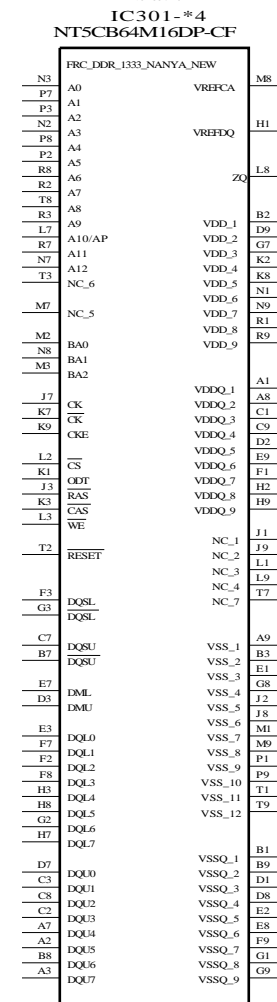 IC301-*4
NT5CB64M16DP-CF
FRC_DDR_1333_NANYA_NEW
N3 A0 VREFCA M8
P7 A1
P3 A2
N2 A3 VREFDQ H1
P8 A4
P2 A5
R8 A6 ZQ L8
R2 A7
T8 A8
R3 A9 VDD_1 B2
L7 A10/AP VDD_2 D9
R7 A11 VDD_3 G7
N7 A12 VDD_4 K2
T3 NC_6 VDD_5 K8
VDD_6 N1
M7 NC_5 VDD_7 N9
VDD_8 R1
M2 BA0 VDD_9 R9
N8 BA1
M3 BA2
VDDQ_1 A1
J7 CK VDDQ_2 A8
K7 CK VDDQ_3 C1
K9 CKE VDDQ_4 C9
VDDQ_5 D2
L2 CS VDDQ_6 E9
K1 ODT VDDQ_7 F1
J3 RAS VDDQ_8 H2
K3 CAS VDDQ_9 H9
L3 WE
NC_1 J1
T2 RESET NC_2 J9
NC_3 L1
NC_4 L9
F3 DQSL NC_7 T7
G3 DQSL
C7 DQSU VSS_1 A9
B7 DQSU VSS_2 B3
VSS_3 E1
E7 DML VSS_4 G8
D3 DMU VSS_5 J2
VSS_6 J8
E3 DQL0 VSS_7 M1
F7 DQL1 VSS_8 M9
F2 DQL2 VSS_9 P1
F8 DQL3 VSS_10 P9
H3 DQL4 VSS_11 T1
H8 DQL5 VSS_12 T9
G2 DQL6
H7 DQL7
VSSQ_1 B1
D7 DQU0 VSSQ_2 B9
C3 DQU1 VSSQ_3 D1
C8 DQU2 VSSQ_4 D8
C2 DQU3 VSSQ_5 E2
A7 DQU4 VSSQ_6 E8
A2 DQU5 VSSQ_7 F9
B8 DQU6 VSSQ_8 G1
A3 DQU7 VSSQ_9 G9